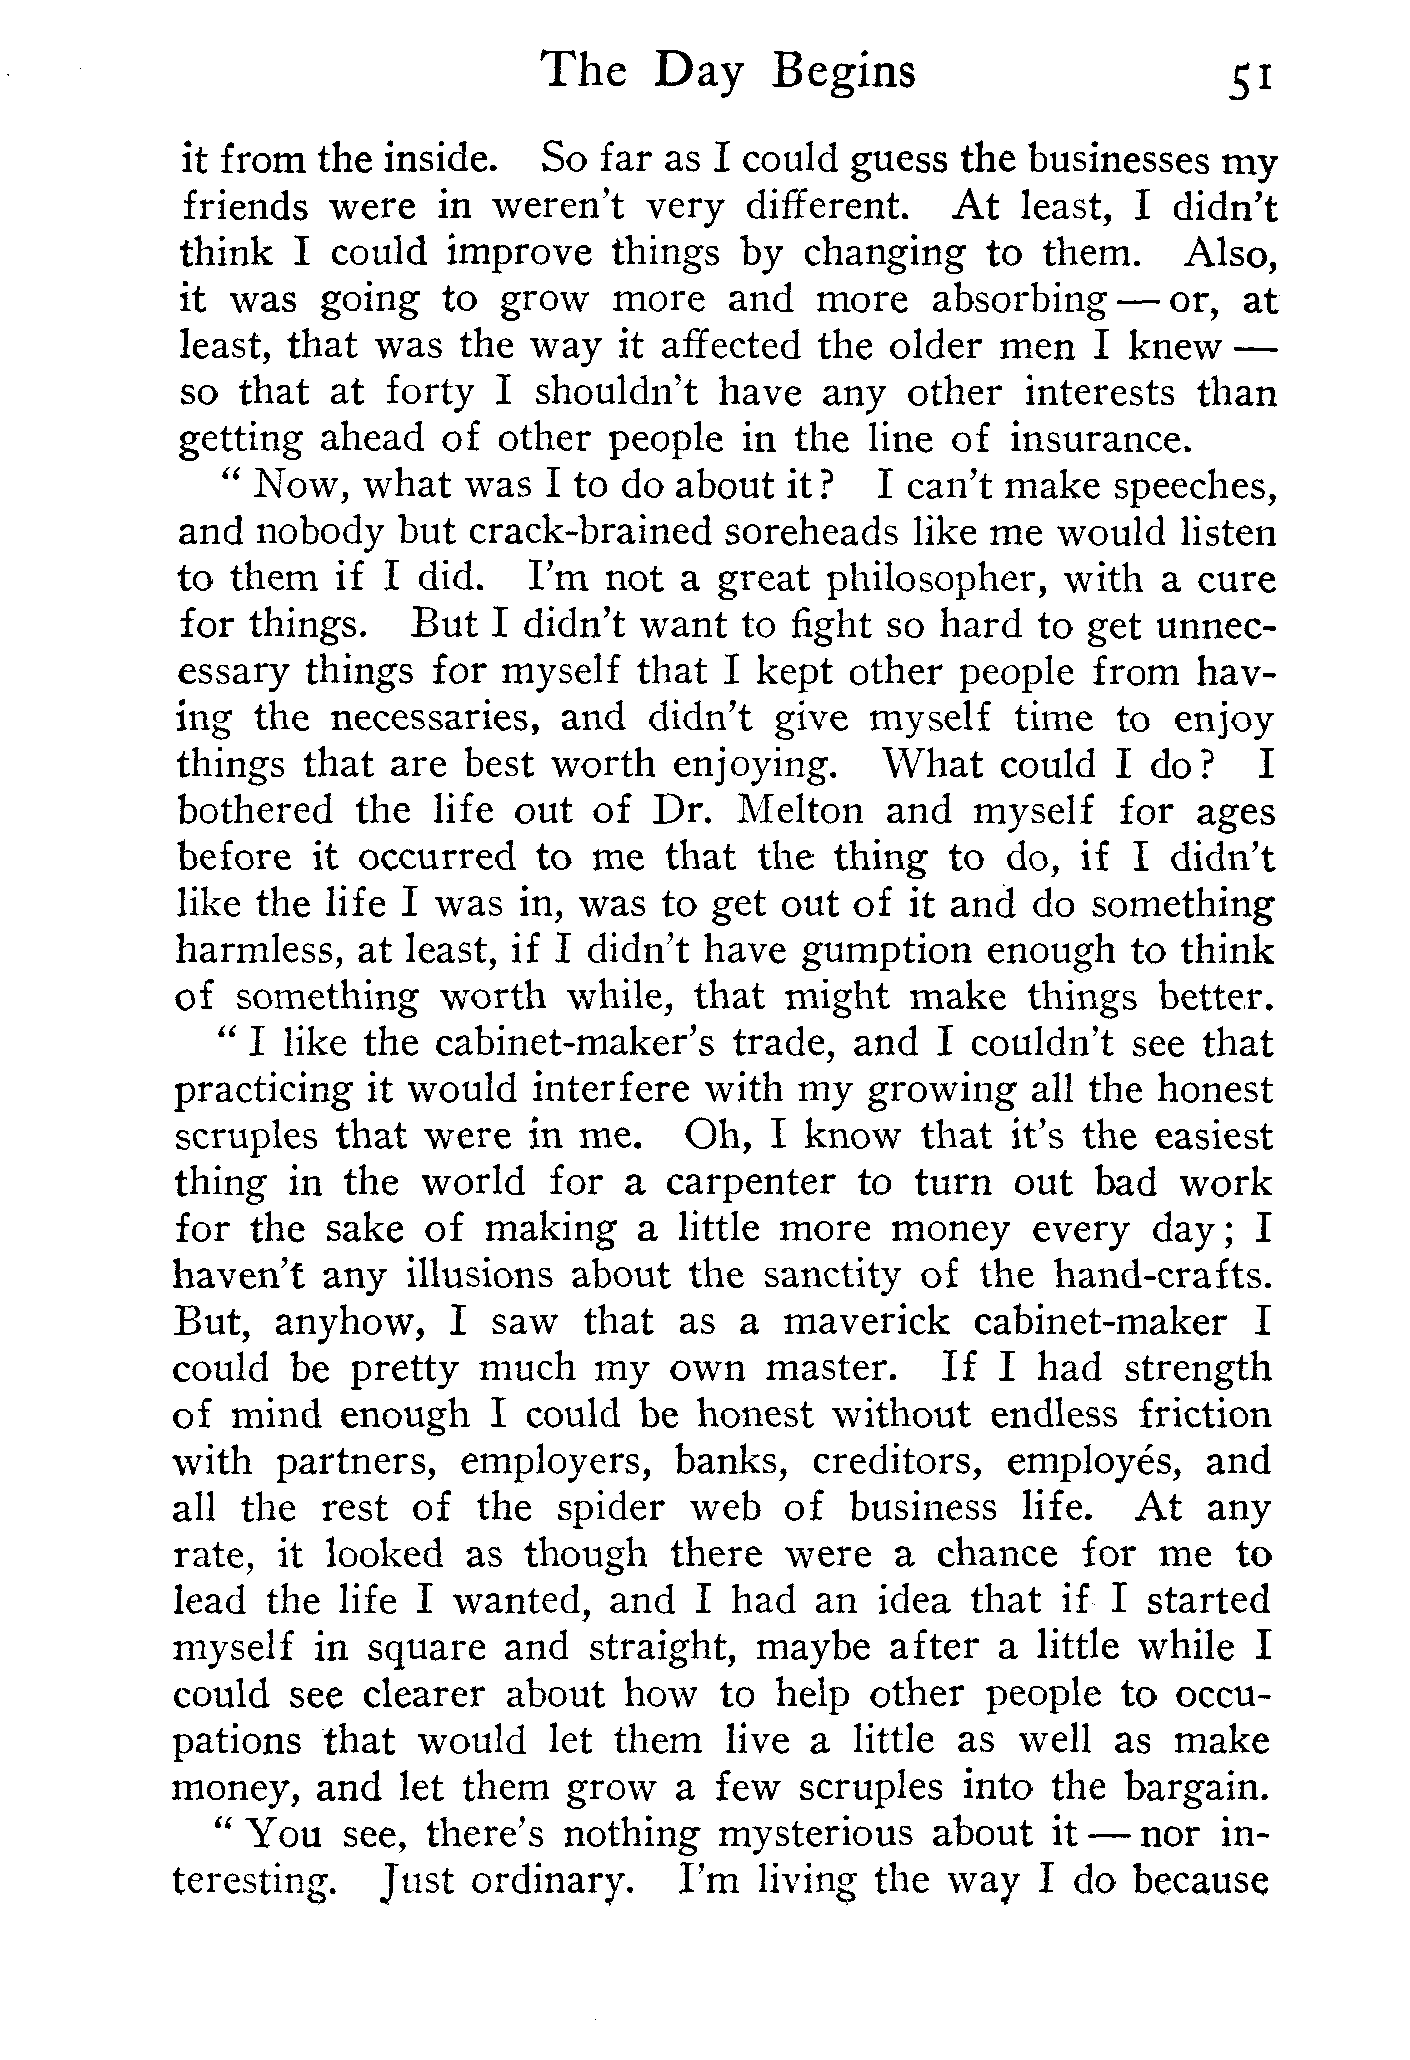 The Day Begins 51
it from the inside. So far as I could guess the businesses my
friends were in weren't very different. At least, I didn't
think I could improve things by changing to them. Also,
it was going to grow more and more absorbing — or, at
least, that was the way it affected the older men I knew —
so that at forty I shouldn't have any other interests than
getting ahead of other people in the line of insurance.
“ Now, what was I to do about it? I can't make speeches,
and nobody but crack-brained soreheads like me would listen
to them if I did. I'm not a great philosopher, with a cure
for things. But I didn't want to fight so hard to get unnec-
essary things for myself that I kept other people from hav-
ing the necessaries, and didn't give myself time to enjoy
things that are best worth enjoying. What could I do? I
bothered the life out of Dr. Melton and myself for ages
before it occurred to me that the thing to do, if I didn't
like the life I was in, was to get out of it and do something
harmless, at least, if I didn't have gumption enough to think
of something worth while, that might make things better.
“ I like the cabinet-maker's trade, and I couldn't see that
practicing it would interfere with my growing all the honest
scruples that were in me. Oh, I know that it's the easiest
thing in the world for a carpenter to turn out bad work
for the sake of making a little more money every day; I
haven't any illusions about the sanctity of the hand-crafts.
But, anyhow, I saw that as a maverick cabinet-maker I
could be pretty much my own master. If I had strength
of mind enough I could be honest without endless friction
with partners, employers, banks, creditors, employés, and
all the rest of the spider web of business life. At any
rate, it looked as though there were a chance for me to
lead the life I wanted, and I had an idea that if I started
myself in square and straight, maybe after a little while I
could see clearer about how to help other people to occu-
pations that would let them live a little as well as make
money, and let them grow a few scruples into the bargain.
“ You see, there's nothing mysterious about it — nor in-
teresting. Just ordinary. I'm living the way I do because